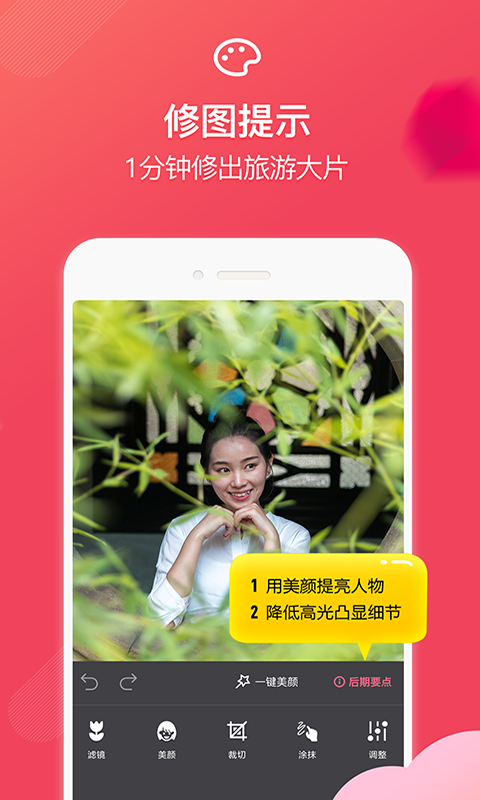 修图提示
1分钟修出旅游大片
1 用美颜提亮人物
2 降低高光凸显细节
一键美颜
后期要点
滤镜
美颜
裁切
涂抹
调整